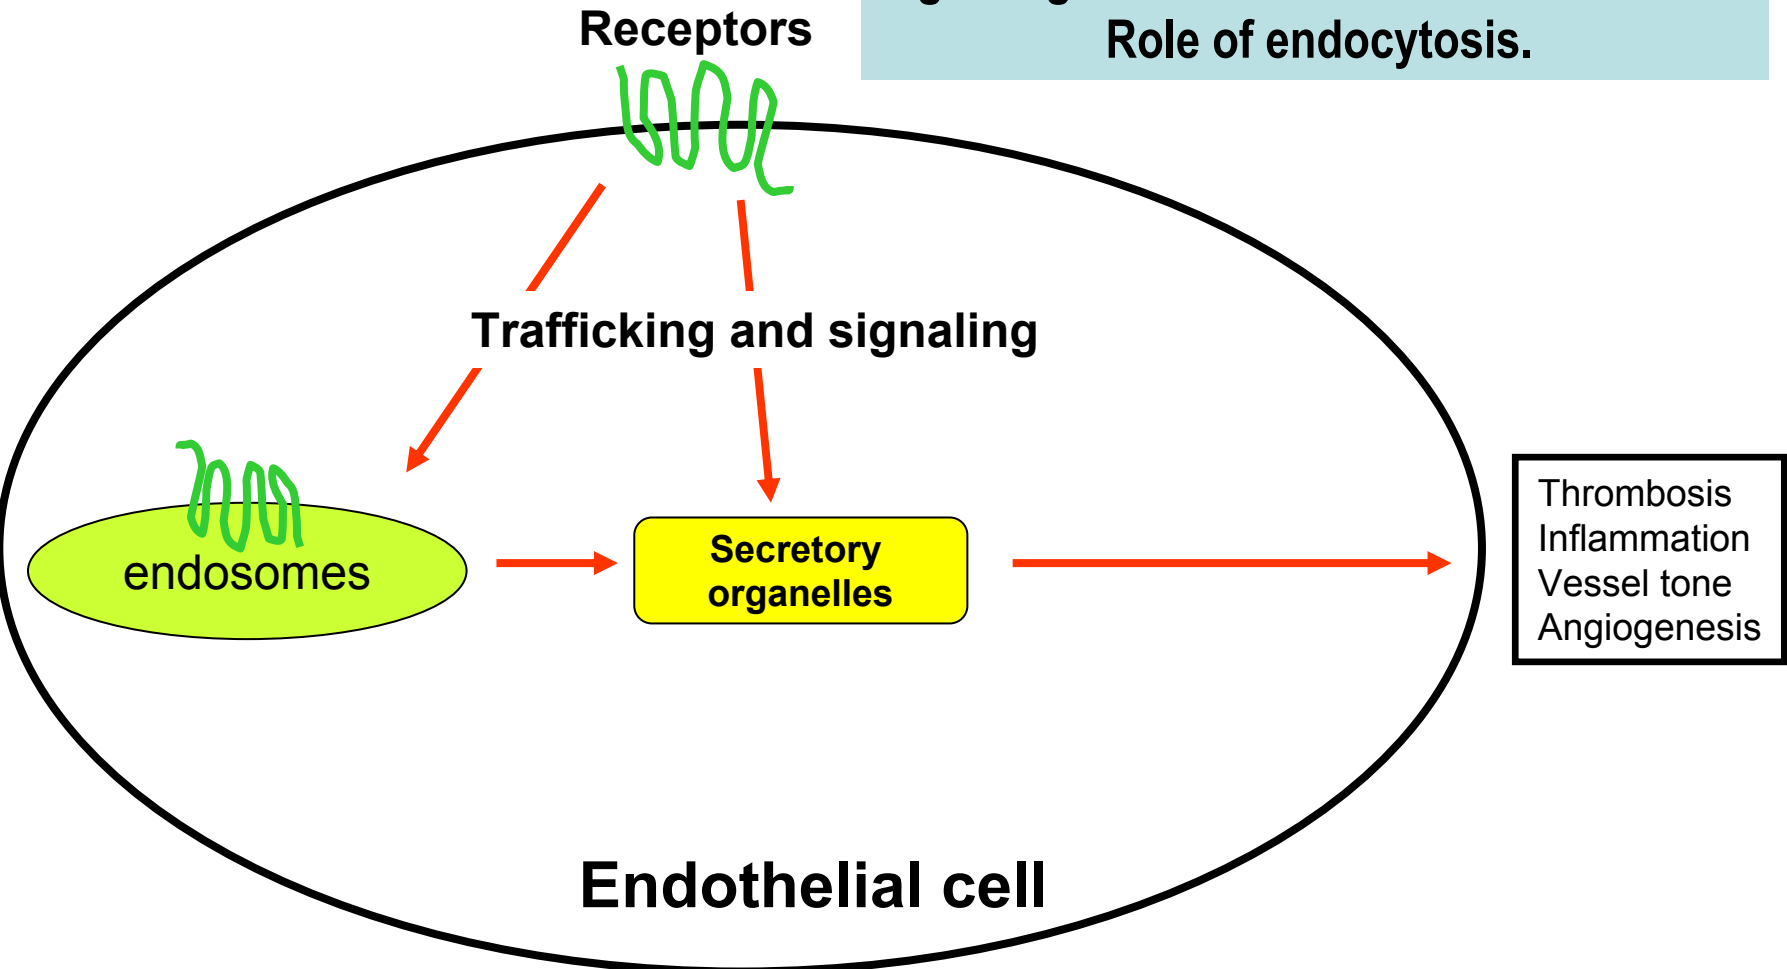 Receptors
Role of endocytosis.
Trafficking and signaling
endosomes
Secretory
organelles
Thrombosis
Inflammation
Vessel tone
Angiogenesis
Endothelial cell